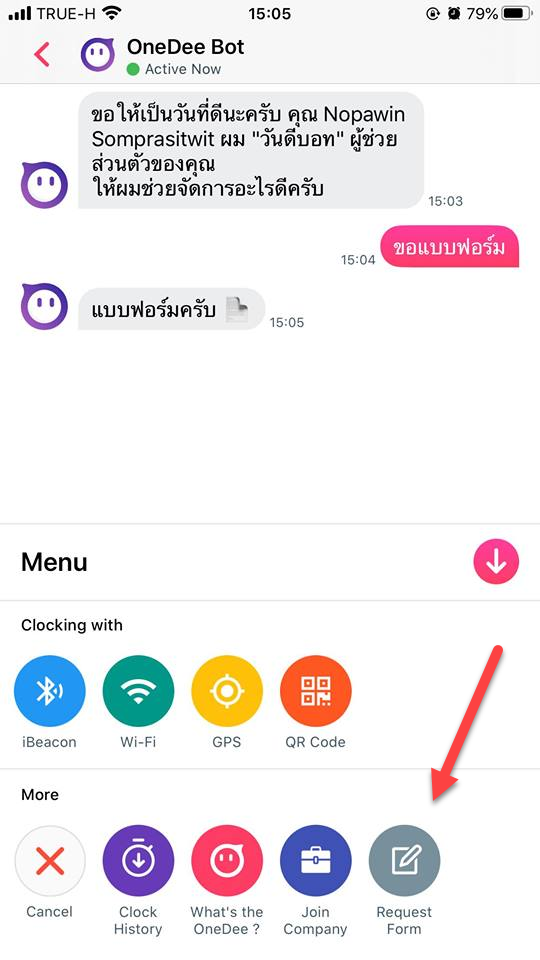 TRUE-H
15:05
79%
OneDee Bot
Active Now
ขอให้เป็นวันที่ดีนะครับ คุณ Nopawin
Somprasitwit ผม "วันดีบอท" ผู้ช่วย
ส่วนตัวของคุณ
ให้ผมช่วยจัดการอะไรดีครับ
15:03
15:04
ขอแบบฟอร์ม
แบบฟอร์มครับ
15:05
Menu
Clocking with
iBeacon
Wi-Fi
GPS
QR Code
More
Cancel
Clock
History
What's the
OneDee ?
Join
Company
Request
Form